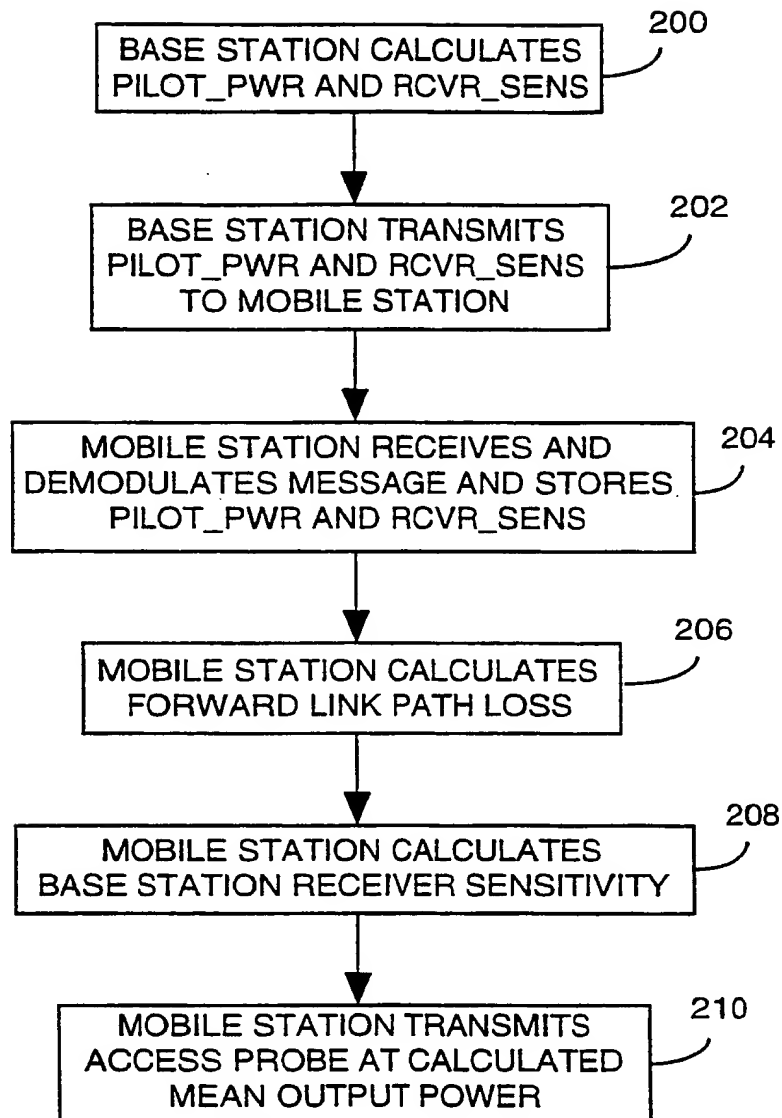 200
BASE STATION CALCULATES
PILOT_PWR AND RCVR_SENS
202
BASE STATION TRANSMITS
PILOT_PWR AND RCVR_SENS
TO MOBILE STATION
204
MOBILE STATION RECEIVES AND
DEMODULATES MESSAGE AND STORES
PILOT_PWR AND RCVR_SENS
206
MOBILE STATION CALCULATES
FORWARD LINK PATH LOSS
208
MOBILE STATION CALCULATES
BASE STATION RECEIVER SENSITIVITY
210
MOBILE STATION TRANSMITS
ACCESS PROBE AT CALCULATED
MEAN OUTPUT POWER